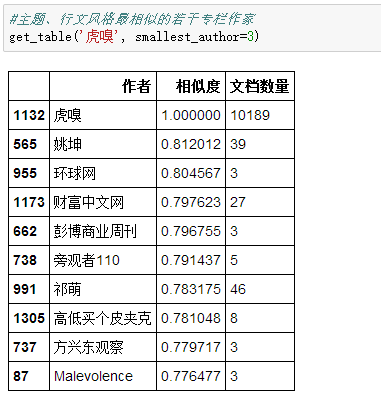 #主题、行文风格最相似的若干专栏作家
get_table('虎嗅', smallest_author=3)
作者 相似度 文档数量
1132 虎嗅 1.000000 10189
565 姚坤 0.812012 39
955 环球网 0.804567 3
1173 财富中文网 0.797623 27
662 彭博商业周刊 0.796755 3
738 旁观者110 0.791437 5
991 祁萌 0.783175 46
1305 高低买个皮夹克 0.781048 8
737 方兴东观察 0.779717 3
87 Malevolence 0.776477 3